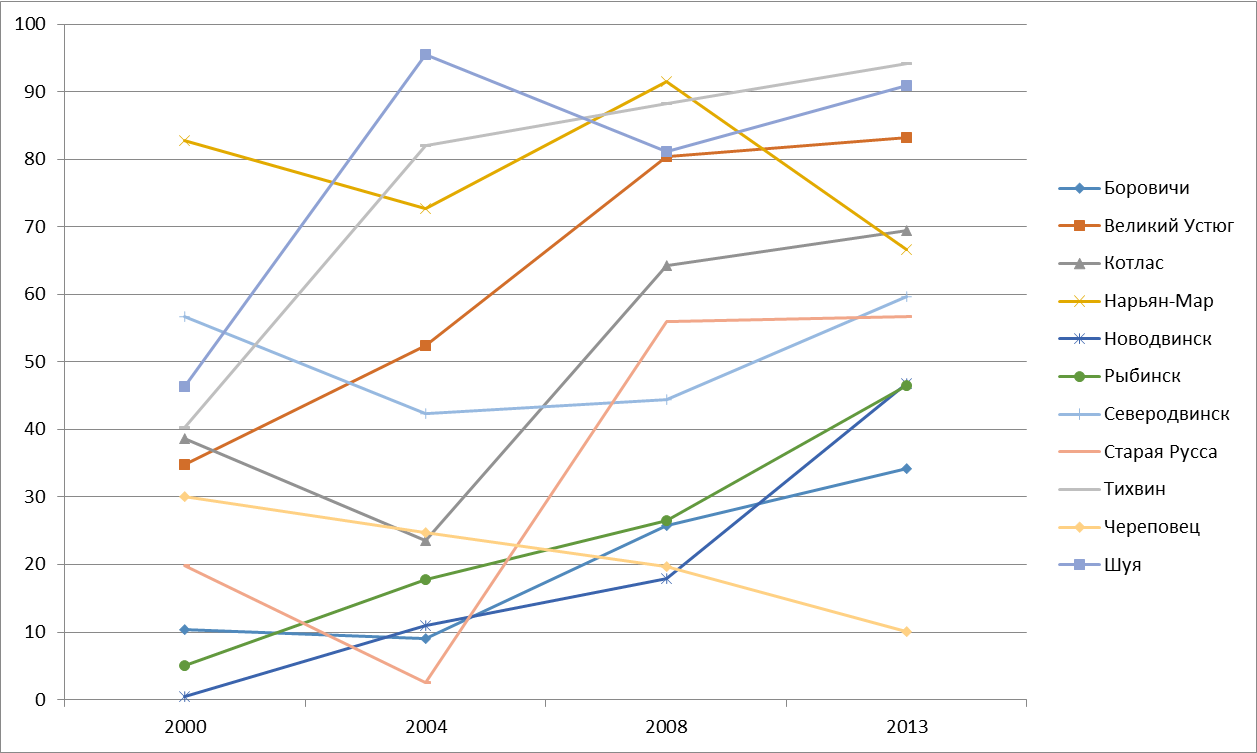 100
90
80
70
60
50
40
30
20
10
0
2000 2004 2008 2013
Боровичи
Великий Устюг
Котлас
Нарьян-Мар
Новодвинск
Рыбинск
Северодвинск
Старая Русса
Тихвин
Череповец
Шуя